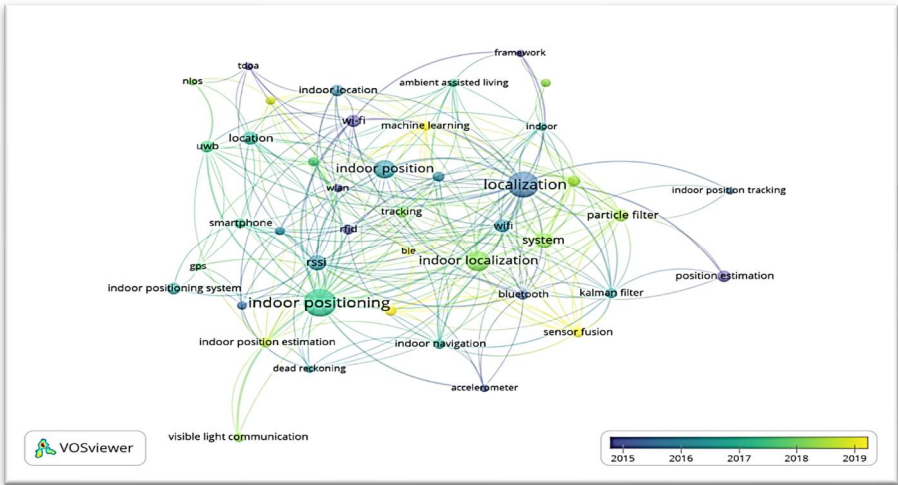 framework
tdoa
nlos
ambient assisted living
indoor location
wi-fi
machine learning
indoor
location
uwb
indoor position
localization
wlan
indoor position tracking
tracking
particle filter
smartphone
rfid
wifi
system
ble
indoor localization
rssi
gps
position estimation
indoor positioning system
bluetooth
kalman filter
indoor positioning
sensor fusion
indoor position estimation
indoor navigation
dead reckoning
accelerometer
visible light communication
VOSviewer
2015 2016 2017 2018 2019